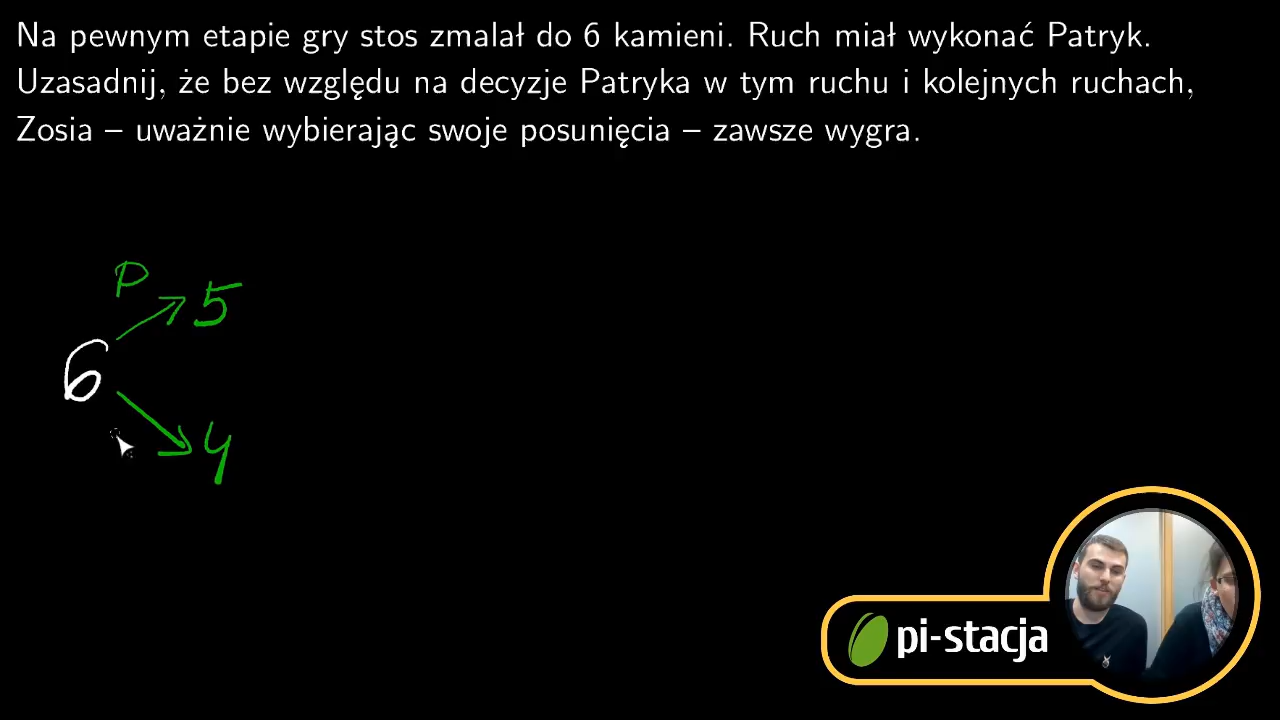 Na pewnym etapie gry stos zmalał do 6 kamieni. Ruch miał wykonać Patryk.
Uzasadnij, że bez względu na decyzje Patryka w tym ruchu i kolejnych ruchach,
Zosia – uważnie wybierając swoje posunięcia – zawsze wygra.
P
5
6
4
pi-stacja